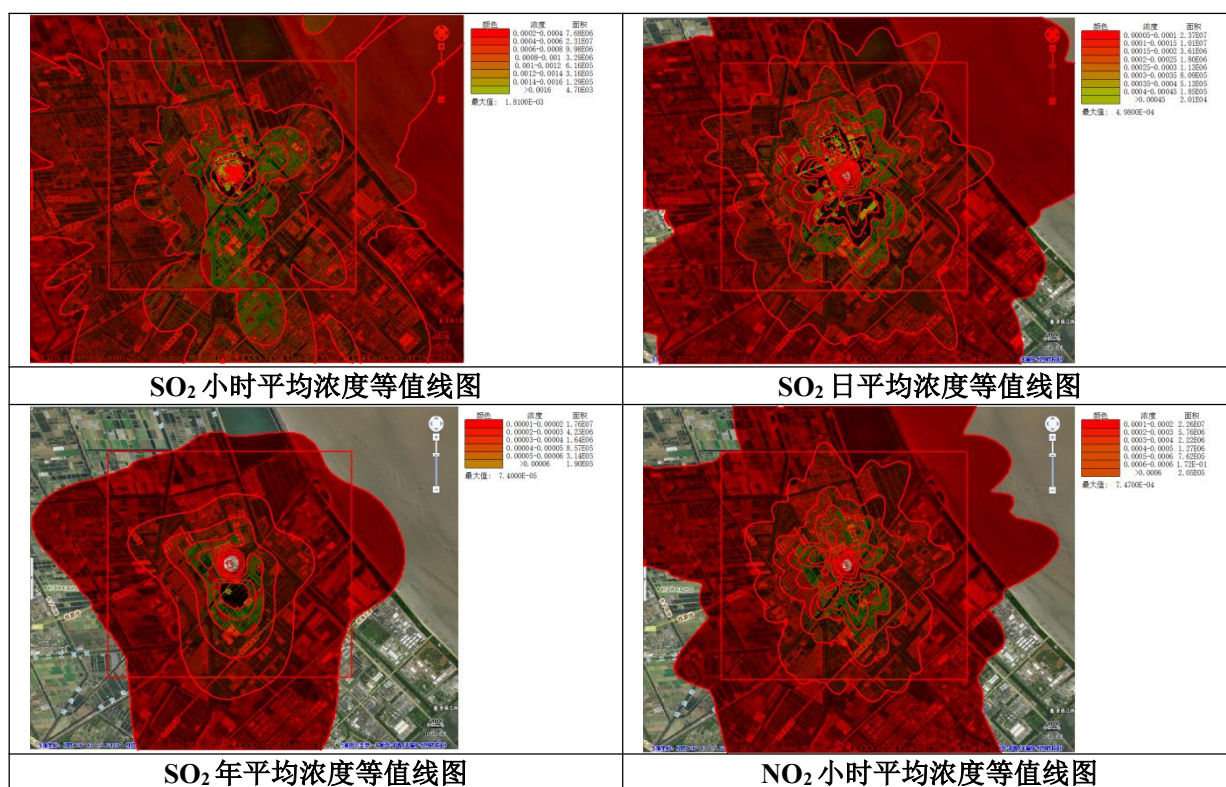 颜色 浓度 面积
0.0002-0.0004 7.68E06
0.0004-0.0006 2.31E07
0.0006-0.0008 9.98E06
0.0008-0.001 3.29E06
0.001-0.0012 6.16E05
0.0012-0.0014 3.16E05
0.0014-0.0016 1.29E05
>0.0016 4.70E03
最大值: 1.8100E-03
颜色 浓度 面积
0.00005-0.0001 2.37E07
0.0001-0.00015 1.01E07
0.00015-0.0002 3.61E06
0.0002-0.00025 1.80E06
0.00025-0.0003 1.13E06
0.0003-0.00035 8.09E05
0.00035-0.0004 5.13E05
0.0004-0.00045 1.85E05
>0.00045 2.01E04
最大值: 4.9800E-04
SO₂小时平均浓度等值线图
SO₂日平均浓度等值线图
颜色 浓度 面积
0.00001-0.00002 1.76E07
0.00002-0.00003 4.23E06
0.00003-0.00004 1.64E06
0.00004-0.00005 8.57E05
0.00005-0.00006 3.14E05
>0.00006 1.90E05
最大值: 7.4000E-05
颜色 浓度 面积
0.0001-0.0002 2.26E07
0.0002-0.0003 5.76E06
0.0003-0.0004 2.22E06
0.0004-0.0005 1.27E06
0.0005-0.0006 7.62E05
0.0006-0.0006 1.72E-01
>0.0006 2.05E05
最大值: 7.4700E-04
SO₂年平均浓度等值线图
NO₂小时平均浓度等值线图